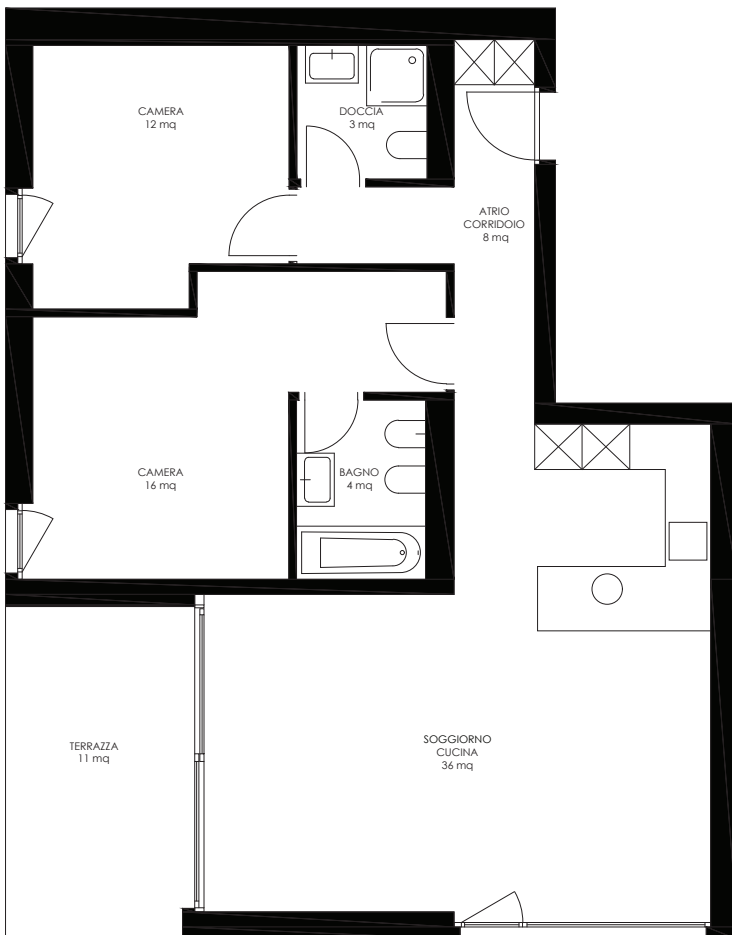 CAMERA
12 mq
DOCCIA
3 mq
ATRIO
CORRIDOIO
8 mq
CAMERA
16 mq
BAGNO
4 mq
TERRAZZA
11 mq
SOGGIORNO
CUCINA
36 mq